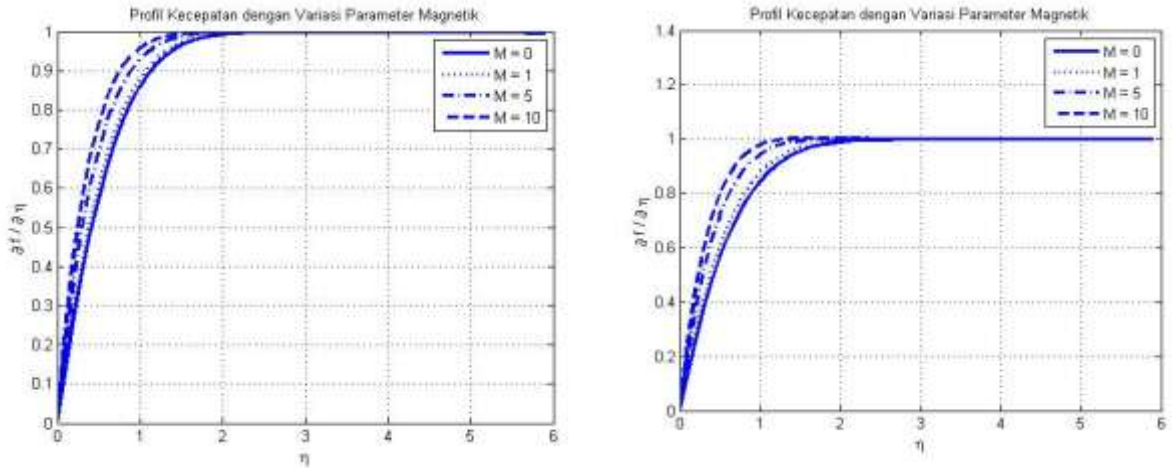 Profil Kecepatan dengan Variasi Parameter Magnetik
1
0.9
0.8
0.7
0.6
0.5
0.4
0.3
0.2
0.1
0
∂ f / ∂ η
M = 0
M = 1
M = 5
M = 10
0 1 2 3 4 5 6
η
Profil Kecepatan dengan Variasi Parameter Magnetik
1.4
1.2
1
0.8
0.6
0.4
0.2
0
∂ f / ∂ η
M = 0
M = 1
M = 5
M = 10
0 1 2 3 4 5 6
η